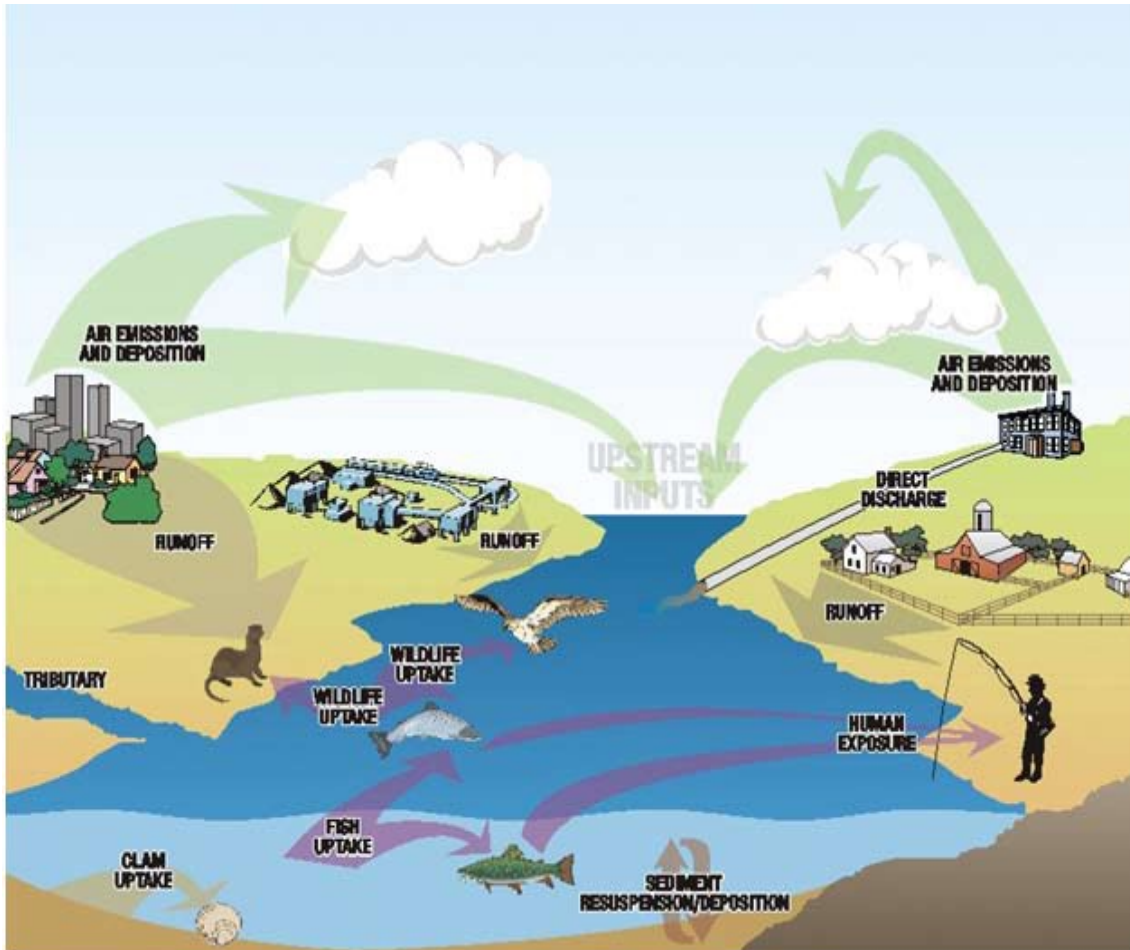 AIR EMISSIONS
AND DEPOSITION
AIR EMISSIONS
AND DEPOSITION
UPSTREAM
INPUTS
DIRECT
DISCHARGE
RUNOFF
RUNOFF
RUNOFF
WILDLIFE
UPTAKE
TRIBUTARY
WILDLIFE
UPTAKE
HUMAN
EXPOSURE
FISH
UPTAKE
CLAM
UPTAKE
SEDIMENT
RESUSPENSION/DEPOSITION